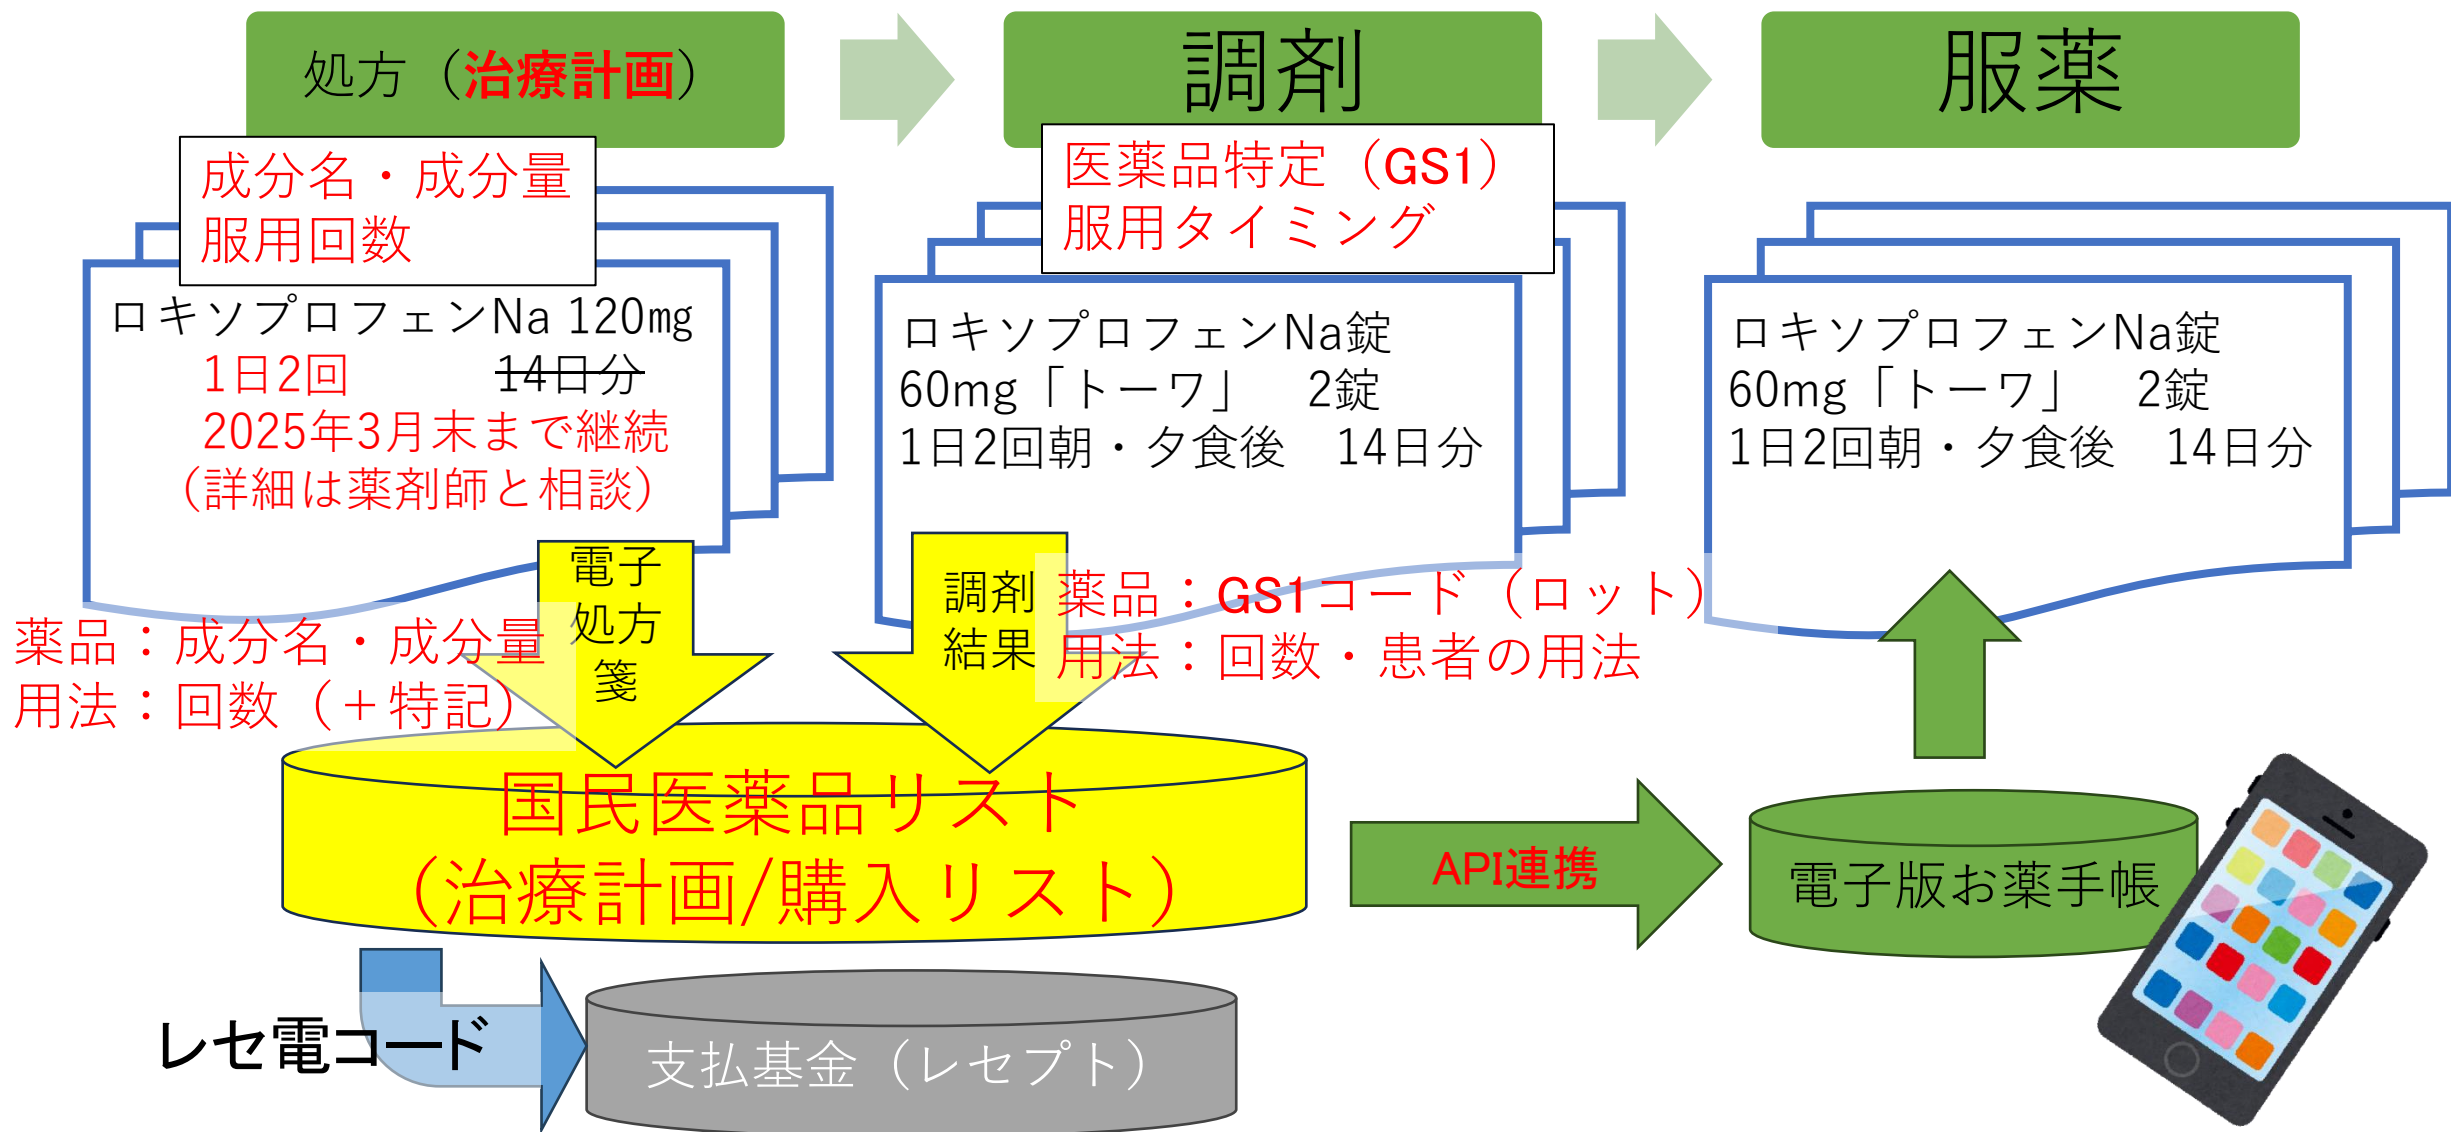 処方（治療計画）
調剤
服薬
成分名・成分量
服用回数
医薬品特定（GS1）
服用タイミング
ロキソプロフェンNa 120㎎
1日2回 14日分
2025年3月末まで継続
（詳細は薬剤師と相談）
ロキソプロフェンNa錠
60mg「トーワ」 2錠
1日2回朝・夕食後 14日分
ロキソプロフェンNa錠
60mg「トーワ」 2錠
1日2回朝・夕食後 14日分
電子
処方
箋
調剤
結果
薬品：成分名・成分量
用法：回数（＋特記）
薬品：GS1コード（ロット）
用法：回数・患者の用法
国民医薬品リスト
（治療計画/購入リスト）
API連携
電子版お薬手帳
レセ電コード
支払基金（レセプト）